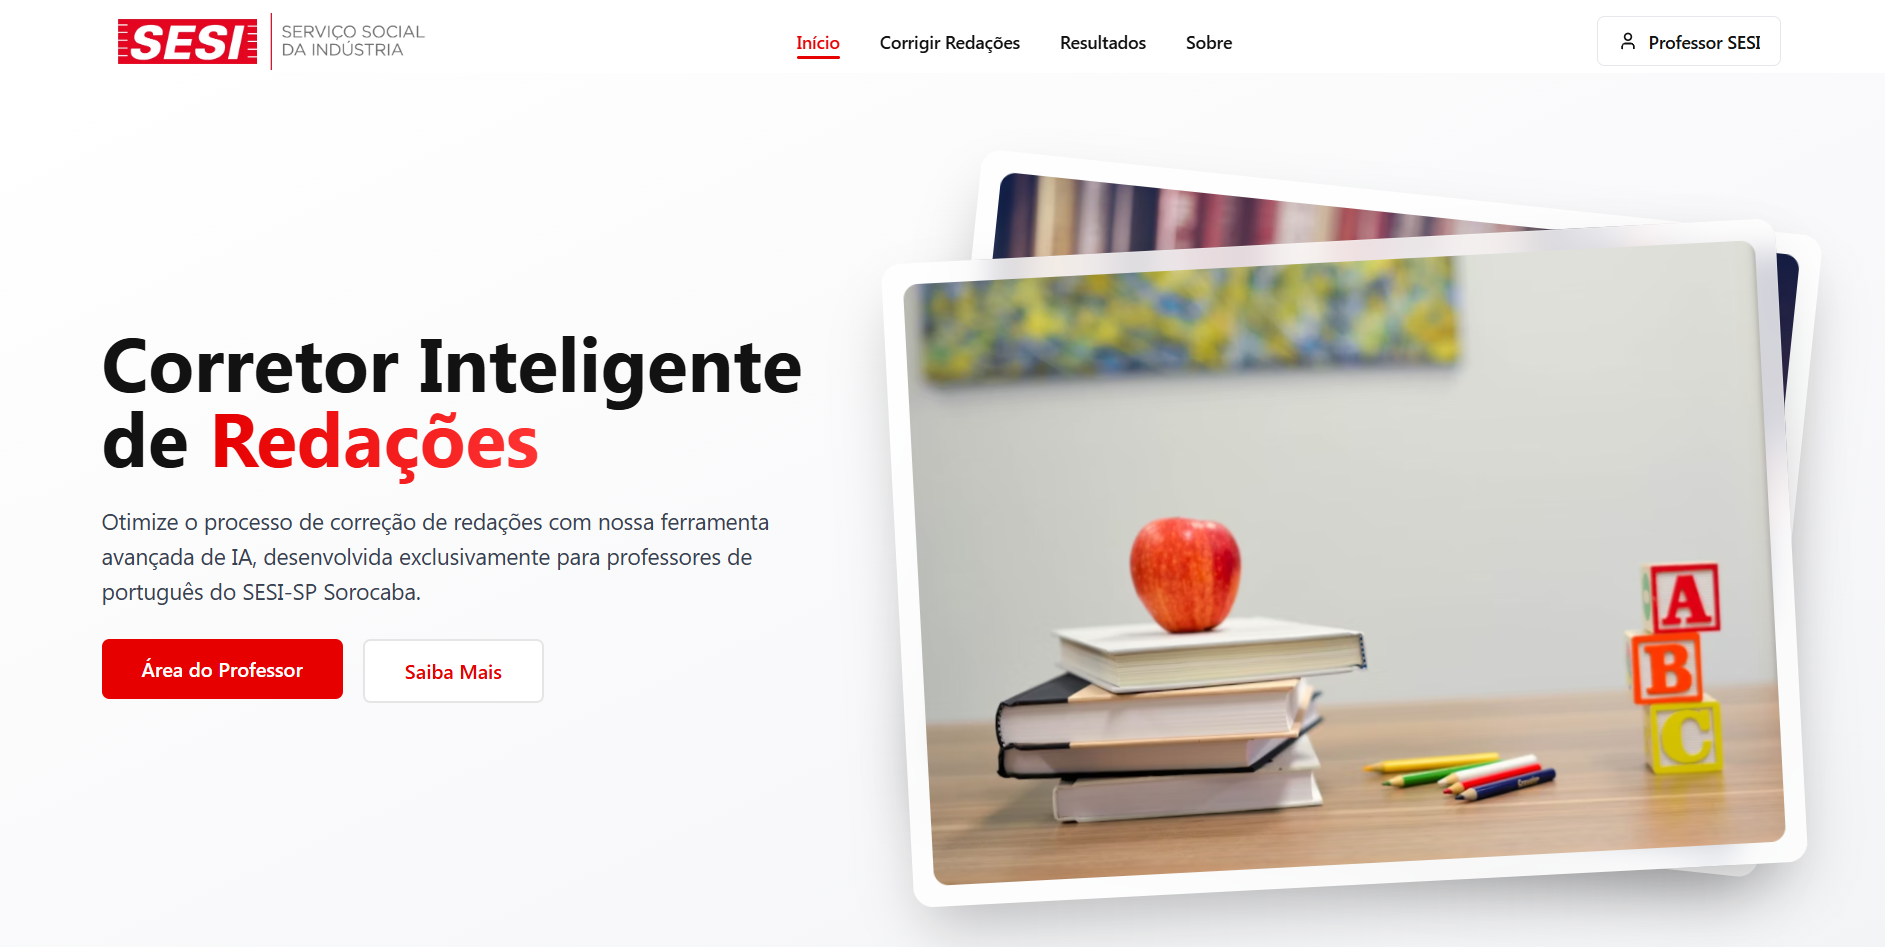 SESI
SERVIÇO SOCIAL
DA INDÚSTRIA
Início
Corrigir Redações
Resultados
Sobre
Professor SESI
Corretor Inteligente
de Redações
Otimize o processo de correção de redações com nossa ferramenta
avançada de IA, desenvolvida exclusivamente para professores de
português do SESI-SP Sorocaba.
Área do Professor
Saiba Mais
A
B
C